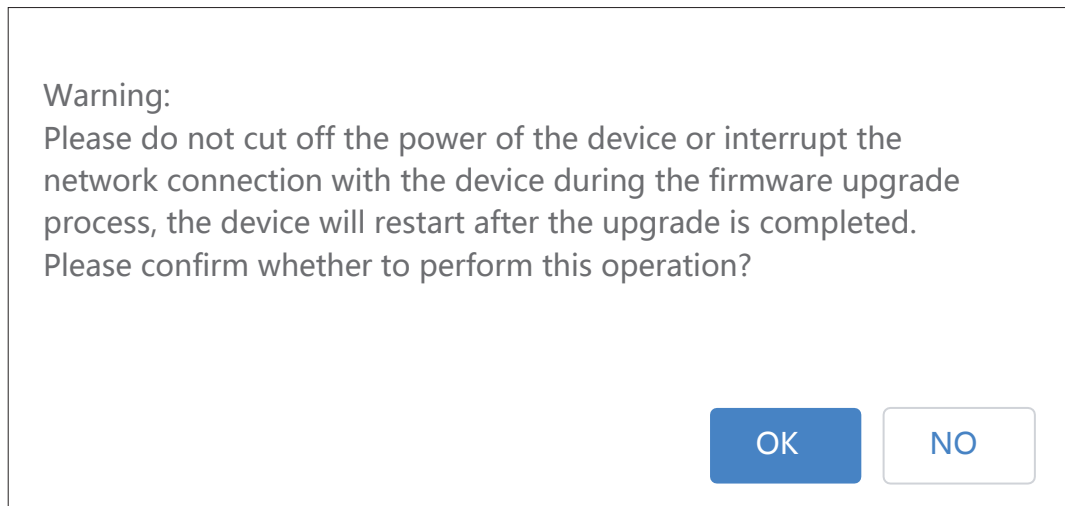 Warning:
Please do not cut off the power of the device or interrupt the
network connection with the device during the firmware upgrade
process, the device will restart after the upgrade is completed.
Please confirm whether to perform this operation?
OK
NO